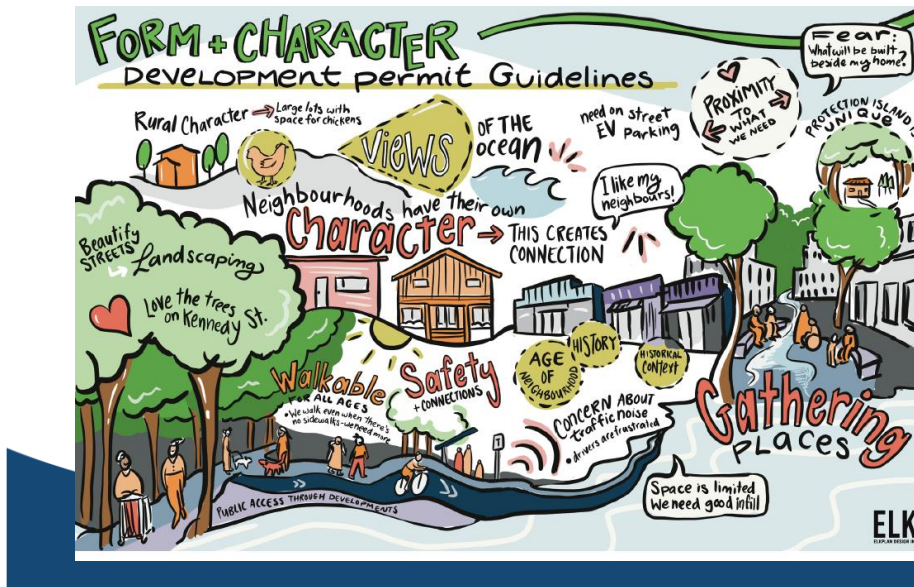 FORM + CHARACTER
DEVELOPMENT PERMIT GUIDELINES
Fear:
What will be built
beside my home?
Rural Character → Large lots with
space for chickens
VIEWS
OF THE
OCEAN
need on street
EV parking
PROXIMITY
TO
WHAT
WE NEED
PROTECTION ISLAND
UNIQUE
I like my
neighbours!
Neighbourhoods have their own
Character → THIS CREATES
CONNECTION
Beautify
STREETS
Landscaping
Love the trees
on Kennedy St.
Walkable
FOR ALL AGES
• We walk even when there's
no sidewalks - we need more
Safety
+ CONNECTIONS
AGE
OF
NEIGHBOURHOOD
HISTORY
HISTORICAL
CONTEXT
CONCERN ABOUT
traffic noise
• drivers are frustrated
Gathering
PLACES
PUBLIC ACCESS THROUGH DEVELOPMENTS
Space is limited
We need good infill
ELK
ELKPLAN DESIGN